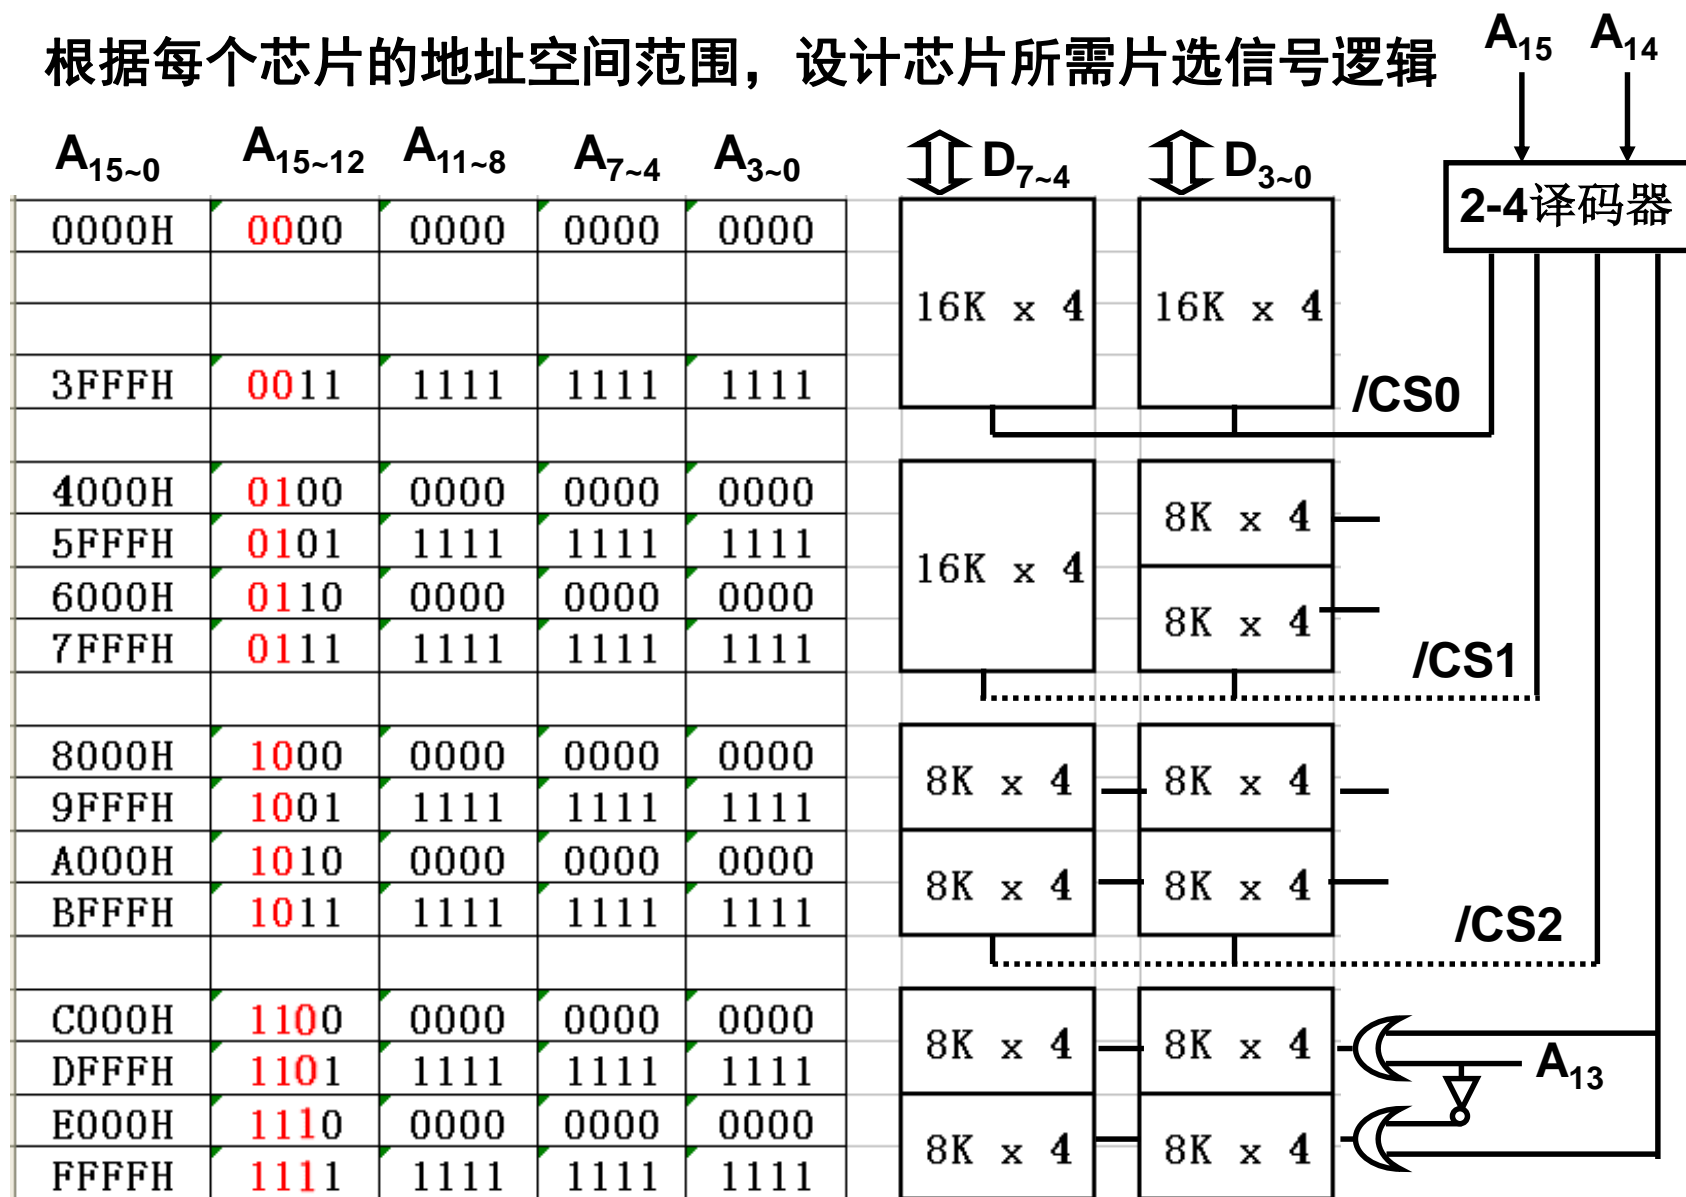 根据每个芯片的地址空间范围，设计芯片所需片选信号逻辑
A15 A14
A15~0 A15~12 A11~8 A7~4 A3~0 D7~4 D3~0
2-4译码器
0000H 0000 0000 0000 0000
16K x 4 16K x 4
3FFFH 0011 1111 1111 1111
/CS0
4000H 0100 0000 0000 0000
8K x 4
5FFFH 0101 1111 1111 1111
16K x 4
6000H 0110 0000 0000 0000
8K x 4
7FFFH 0111 1111 1111 1111
/CS1
8000H 1000 0000 0000 0000
8K x 4 8K x 4
9FFFH 1001 1111 1111 1111
A000H 1010 0000 0000 0000
8K x 4 8K x 4
BFFFH 1011 1111 1111 1111
/CS2
C000H 1100 0000 0000 0000
8K x 4 8K x 4
DFFFH 1101 1111 1111 1111
A13
E000H 1110 0000 0000 0000
8K x 4 8K x 4
FFFFH 1111 1111 1111 1111